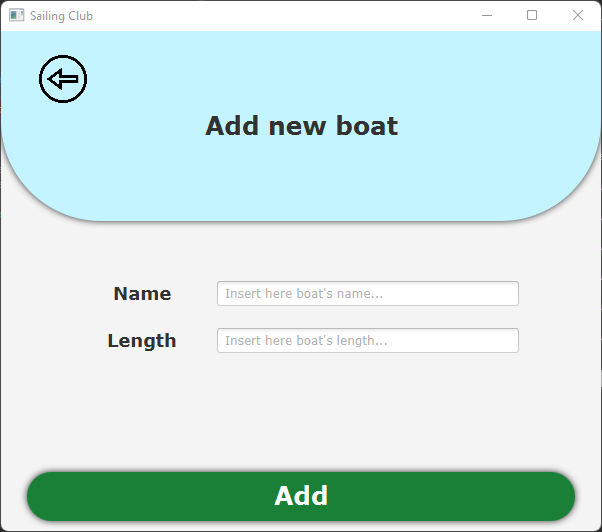 Sailing Club
Add new boat
Name Insert here boat's name...
Length Insert here boat's length...
Add